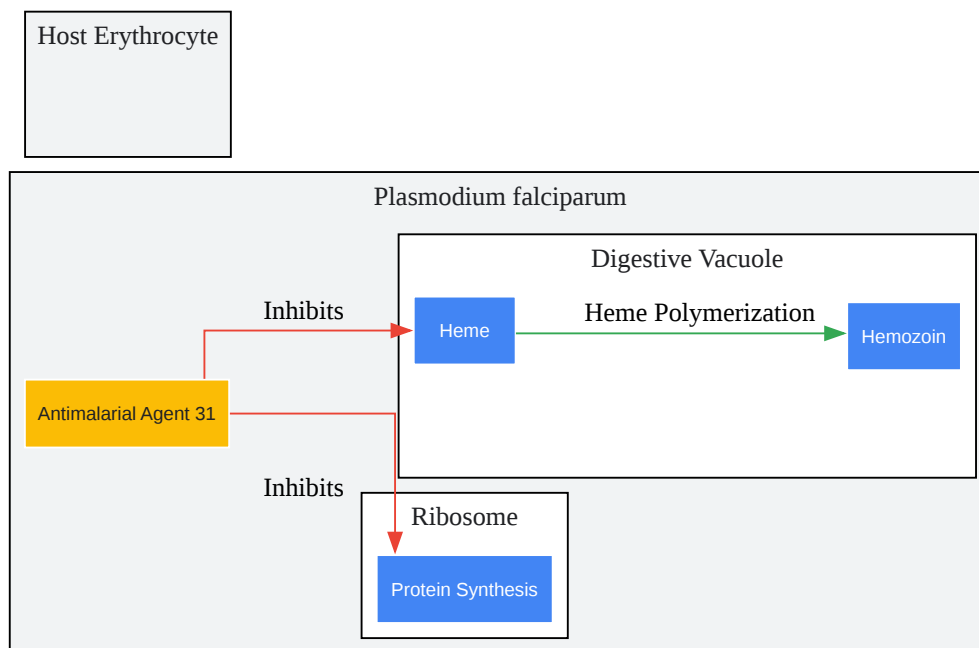 Host Erythrocyte
Plasmodium falciparum
Digestive Vacuole
Inhibits
Heme
Heme Polymerization
Hemozoin
Antimalarial Agent 31
Inhibits
Ribosome
Protein Synthesis